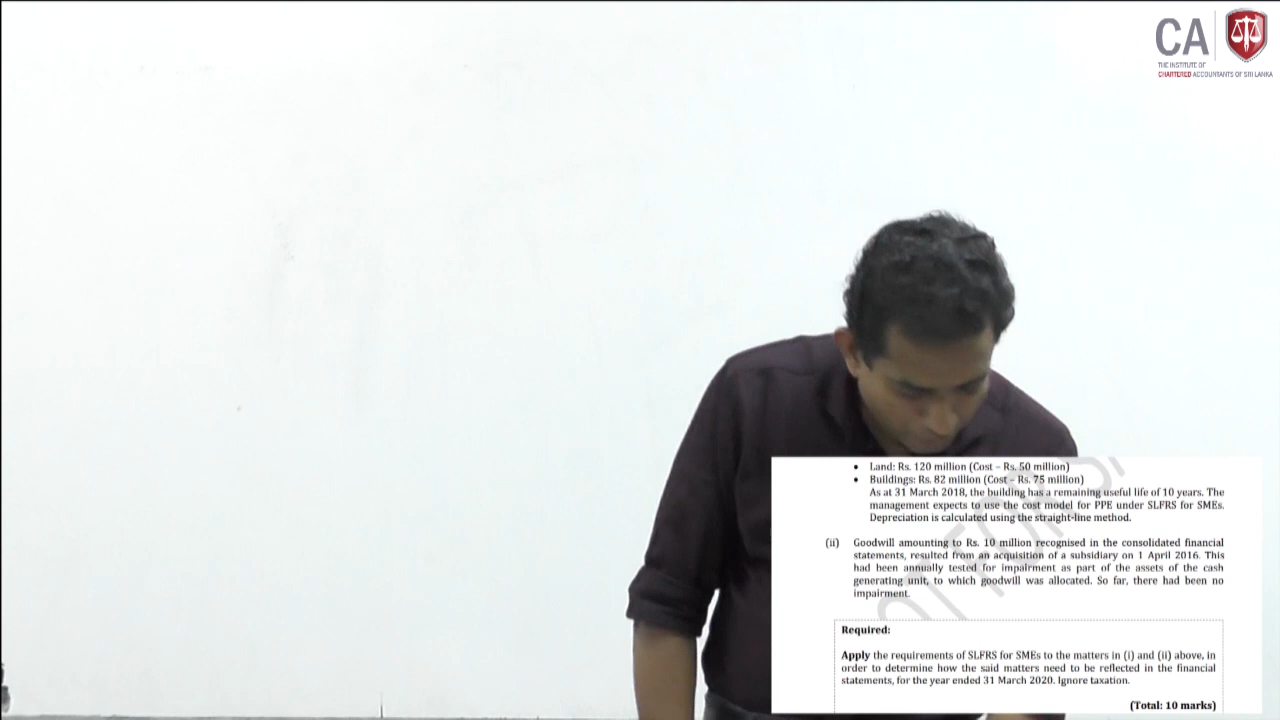 CA
THE INSTITUTE OF
CHARTERED ACCOUNTANTS OF SRI LANKA
• Land: Rs. 120 million (Cost – Rs. 50 million)
• Buildings: Rs. 82 million (Cost – Rs. 75 million)
As at 31 March 2018, the building has a remaining useful life of 10 years. The
management expects to use the cost model for PPE under SLFRS for SMEs.
Depreciation is calculated using the straight-line method.
(ii) Goodwill amounting to Rs. 10 million recognised in the consolidated financial
statements, resulted from an acquisition of a subsidiary on 1 April 2016. This
had been annually tested for impairment as part of the assets of the cash
generating unit, to which goodwill was allocated. So far, there had been no
impairment.
Required:
Apply the requirements of SLFRS for SMEs to the matters in (i) and (ii) above, in
order to determine how the said matters need to be reflected in the financial
statements, for the year ended 31 March 2020. Ignore taxation.
(Total: 10 marks)